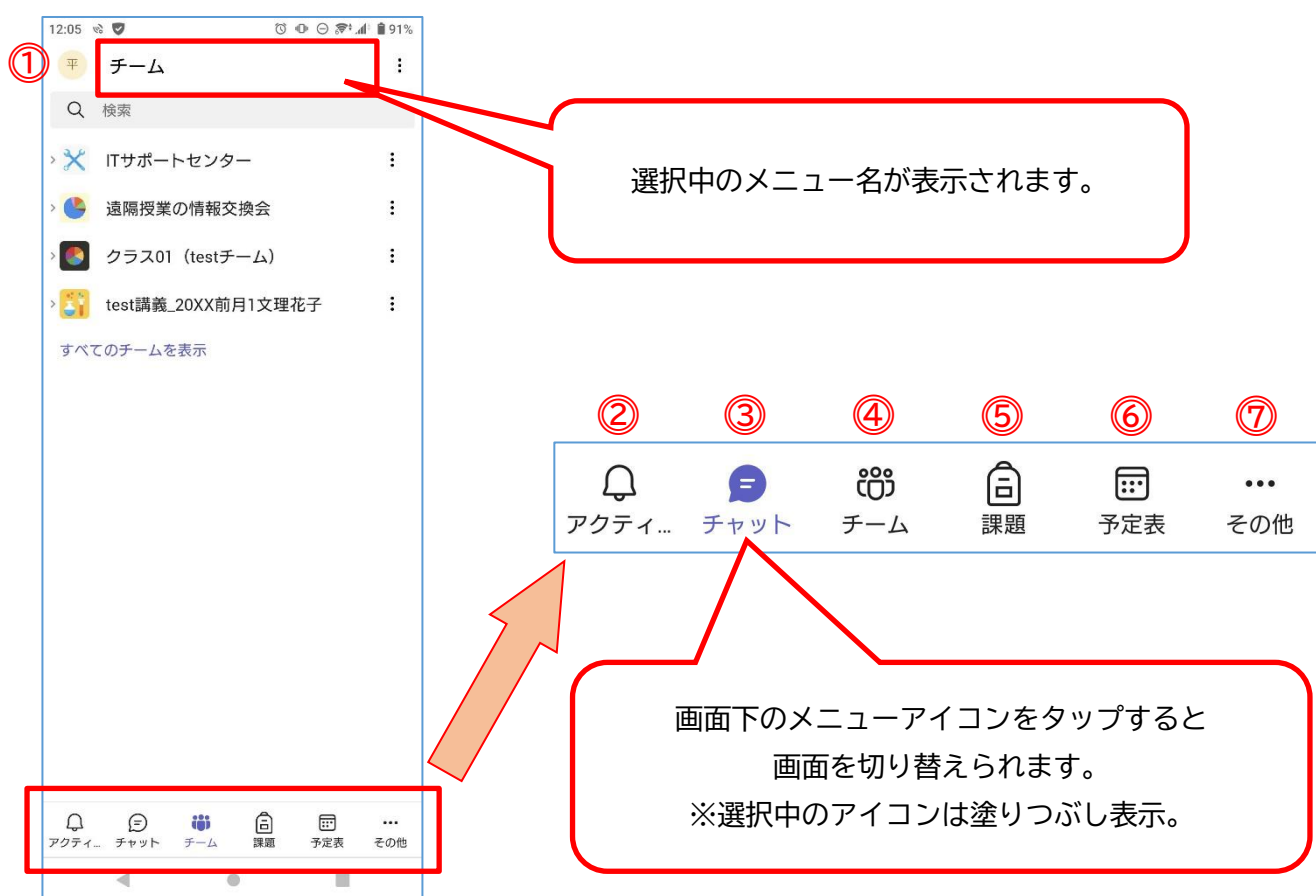 12:05
91%
①
平
チーム
検索
ITサポートセンター
遠隔授業の情報交換会
クラス01（testチーム）
test講義_20XX前月1文理花子
すべてのチームを表示
選択中のメニュー名が表示されます。
② ③ ④ ⑤ ⑥ ⑦
アクティ... チャット チーム 課題 予定表 その他
画面下のメニューアイコンをタップすると
画面を切り替えられます。
※選択中のアイコンは塗りつぶし表示。
アクティ... チャット チーム 課題 予定表 その他